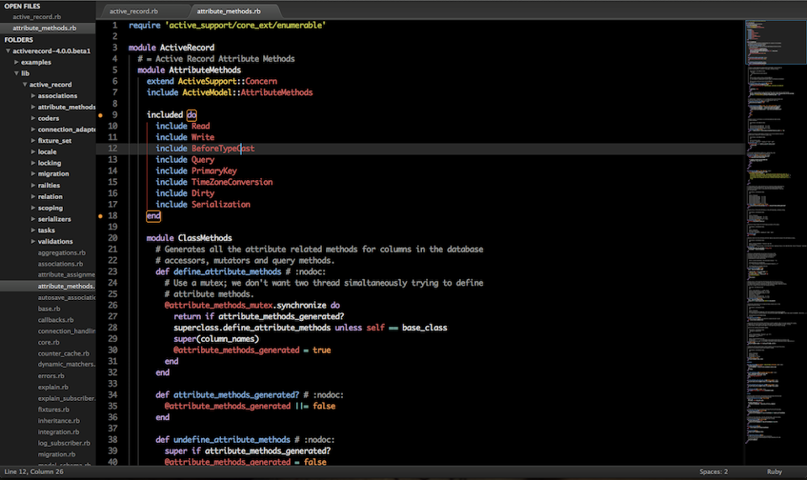 OPEN FILES
active_record.rb
attribute_methods.rb
FOLDERS
activerecord-4.0.0.beta1
examples
lib
active_record
associations
attribute_methods
coders
connection_adapte
fixture_set
locale
locking
migration
railties
relation
scoping
serializers
tasks
validations
aggregations.rb
associations.rb
attribute_assignme
attribute_methods.
autosave_associati
base.rb
callbacks.rb
connection_handlin
core.rb
counter_cache.rb
dynamic_matchers.
errors.rb
explain.rb
explain_subscriber.
fixtures.rb
inheritance.rb
integration.rb
log_subscriber.rb
migration.rb
active_record.rb
attribute_methods.rb
1 require 'active_support/core_ext/enumerable'
2
3 module ActiveRecord
4 # = Active Record Attribute Methods
5 module AttributeMethods
6 extend ActiveSupport::Concern
7 include ActiveModel::AttributeMethods
8
9 included do
10 include Read
11 include Write
12 include BeforeTypeCast
13 include Query
14 include PrimaryKey
15 include TimeZoneConversion
16 include Dirty
17 include Serialization
18 end
19
20 module ClassMethods
21 # Generates all the attribute related methods for columns in the database
22 # accessors, mutators and query methods.
23 def define_attribute_methods # :nodoc:
24 # Use a mutex; we don't want two thread simaltaneously trying to define
25 # attribute methods.
26 @attribute_methods_mutex.synchronize do
27 return if attribute_methods_generated?
28 superclass.define_attribute_methods unless self == base_class
29 super(column_names)
30 @attribute_methods_generated = true
31 end
32 end
33
34 def attribute_methods_generated? # :nodoc:
35 @attribute_methods_generated ||= false
36 end
37
38 def undefine_attribute_methods # :nodoc:
39 super if attribute_methods_generated?
40 @attribute_methods_generated = false
Line 12, Column 26
Spaces: 2
Ruby